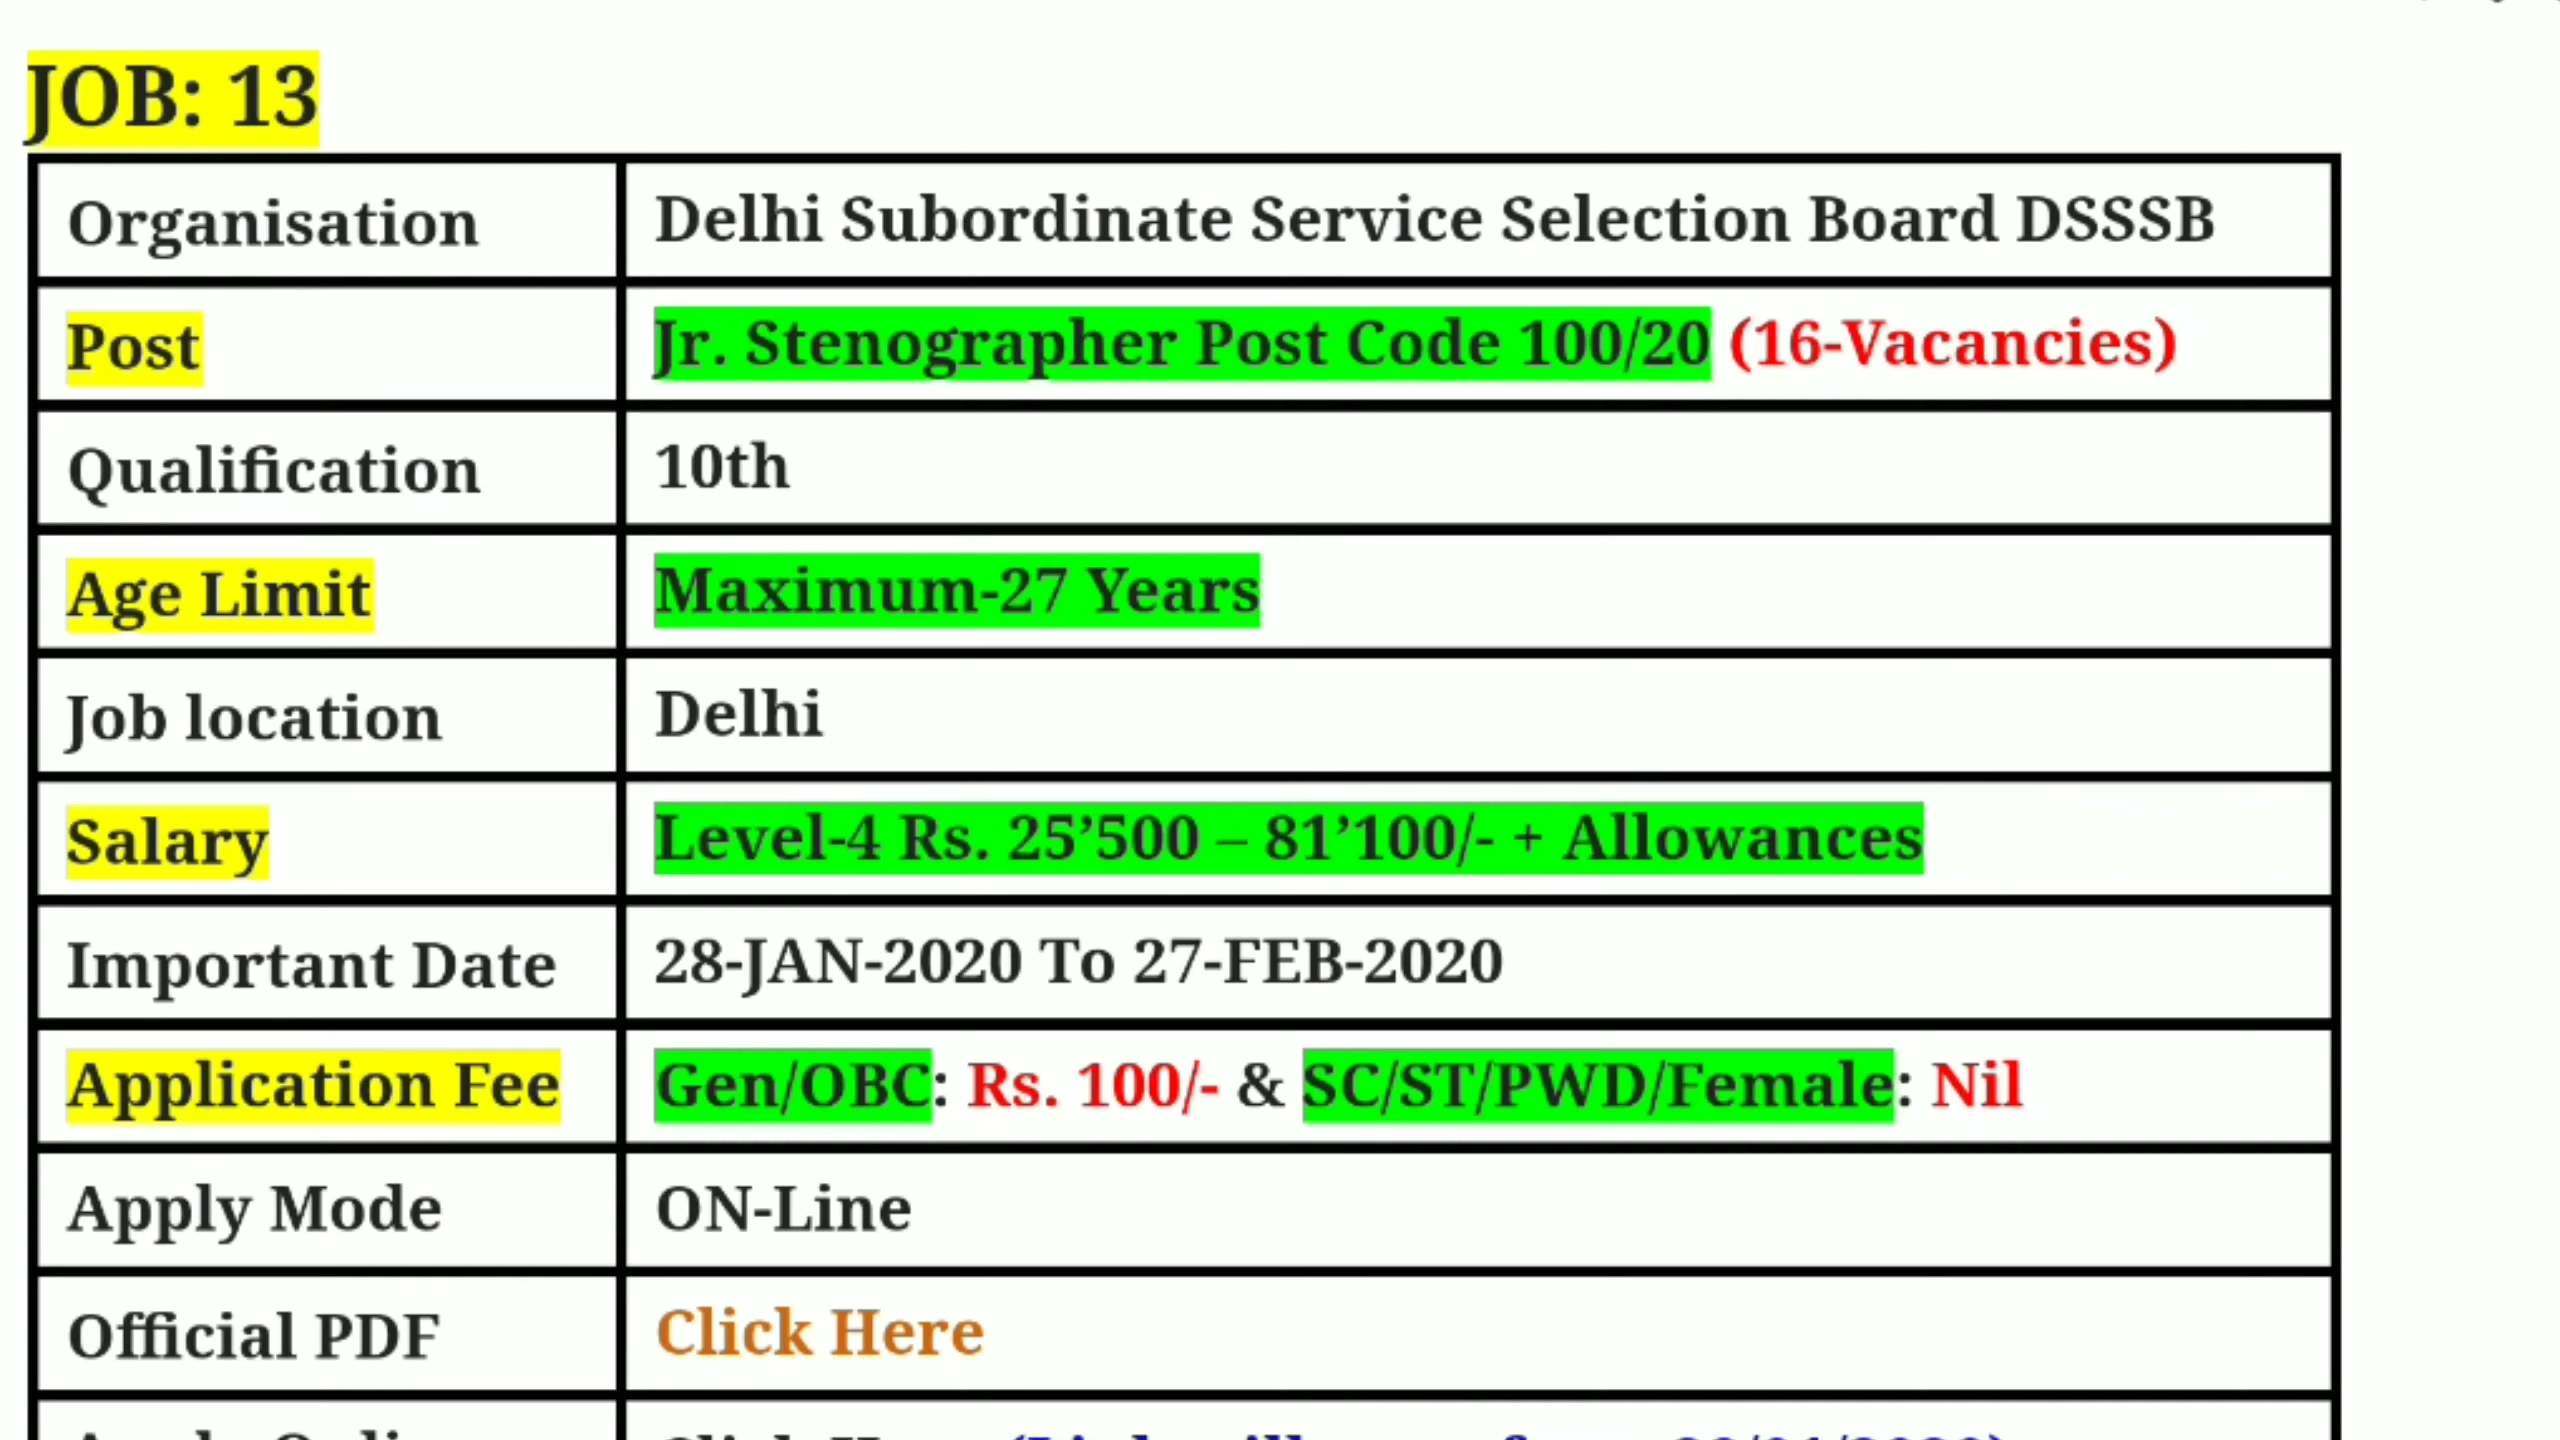 JOB: 13
Organisation Delhi Subordinate Service Selection Board DSSSB
Post Jr. Stenographer Post Code 100/20 (16-Vacancies)
Qualification 10th
Age Limit Maximum-27 Years
Job location Delhi
Salary Level-4 Rs. 25’500 – 81’100/- + Allowances
Important Date 28-JAN-2020 To 27-FEB-2020
Application Fee Gen/OBC: Rs. 100/- & SC/ST/PWD/Female: Nil
Apply Mode ON-Line
Official PDF Click Here